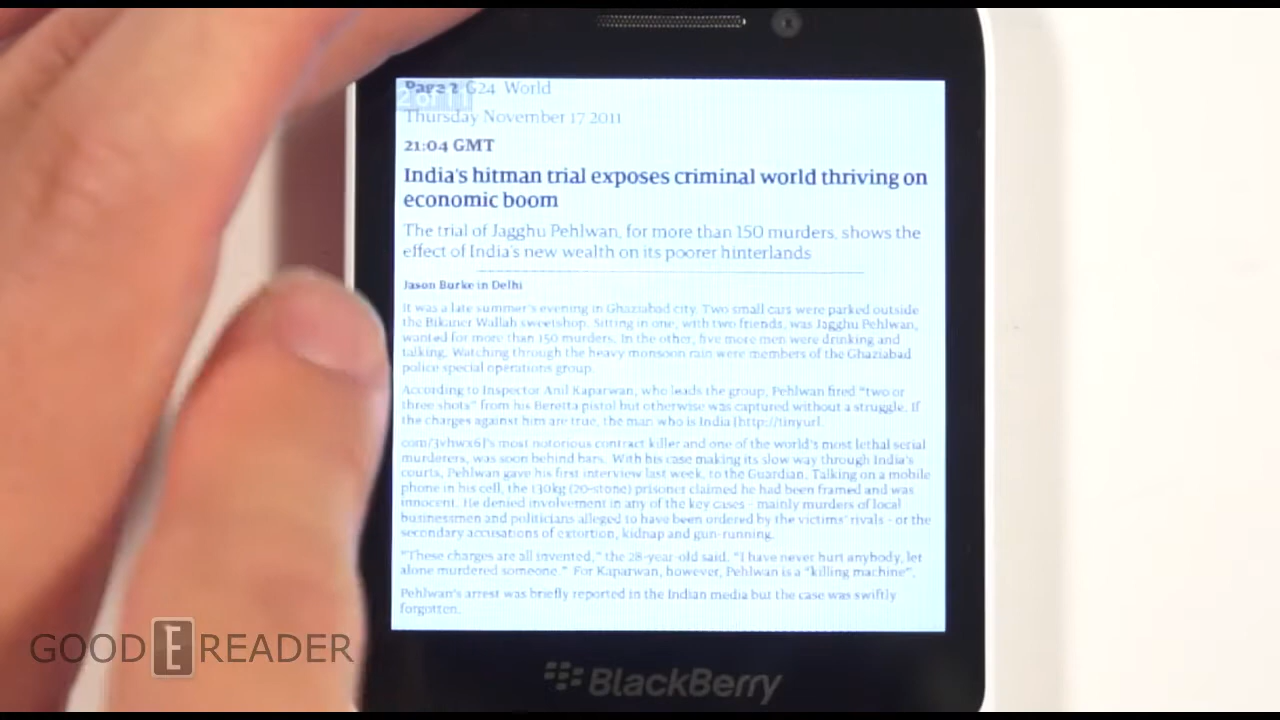 Page 2 G24 World
2 of 11
Thursday November 17 2011
21:04 GMT
India's hitman trial exposes criminal world thriving on
economic boom
The trial of Jagghu Pehlwan, for more than 150 murders, shows the
effect of India's new wealth on its poorer hinterlands
Jason Burke in Delhi
It was a late summer's evening in Ghaziabad city. Two small cars were parked outside
the Bikaner Wallah sweetshop. Sitting in one, with two friends, was Jagghu Pehlwan,
wanted for more than 150 murders. In the other, five more men were drinking and
talking. Watching through the heavy monsoon rain were members of the Ghaziabad
police special operations group.
According to Inspector Anil Kaparwan, who leads the group, Pehlwan fired "two or
three shots" from his Beretta pistol but otherwise was captured without a struggle. If
the charges against him are true, the man who is India [http://tinyurl.
com/3vhwx6]'s most notorious contract killer and one of the world's most lethal serial
murderers, was soon behind bars. With his case making its slow way through India's
courts, Pehlwan gave his first interview last week, to the Guardian. Talking on a mobile
phone in his cell, the 130kg (20-stone) prisoner claimed he had been framed and was
innocent. He denied involvement in any of the key cases - mainly murders of local
businessmen and politicians alleged to have been ordered by the victims' rivals - or the
secondary accusations of extortion, kidnap and gun-running.
"These charges are all invented," the 28-year-old said. "I have never hurt anybody, let
alone murdered someone." For Kaparwan, however, Pehlwan is a "killing machine".
Pehlwan's arrest was briefly reported in the Indian media but the case was swiftly
forgotten.
GOOD E READER
BlackBerry